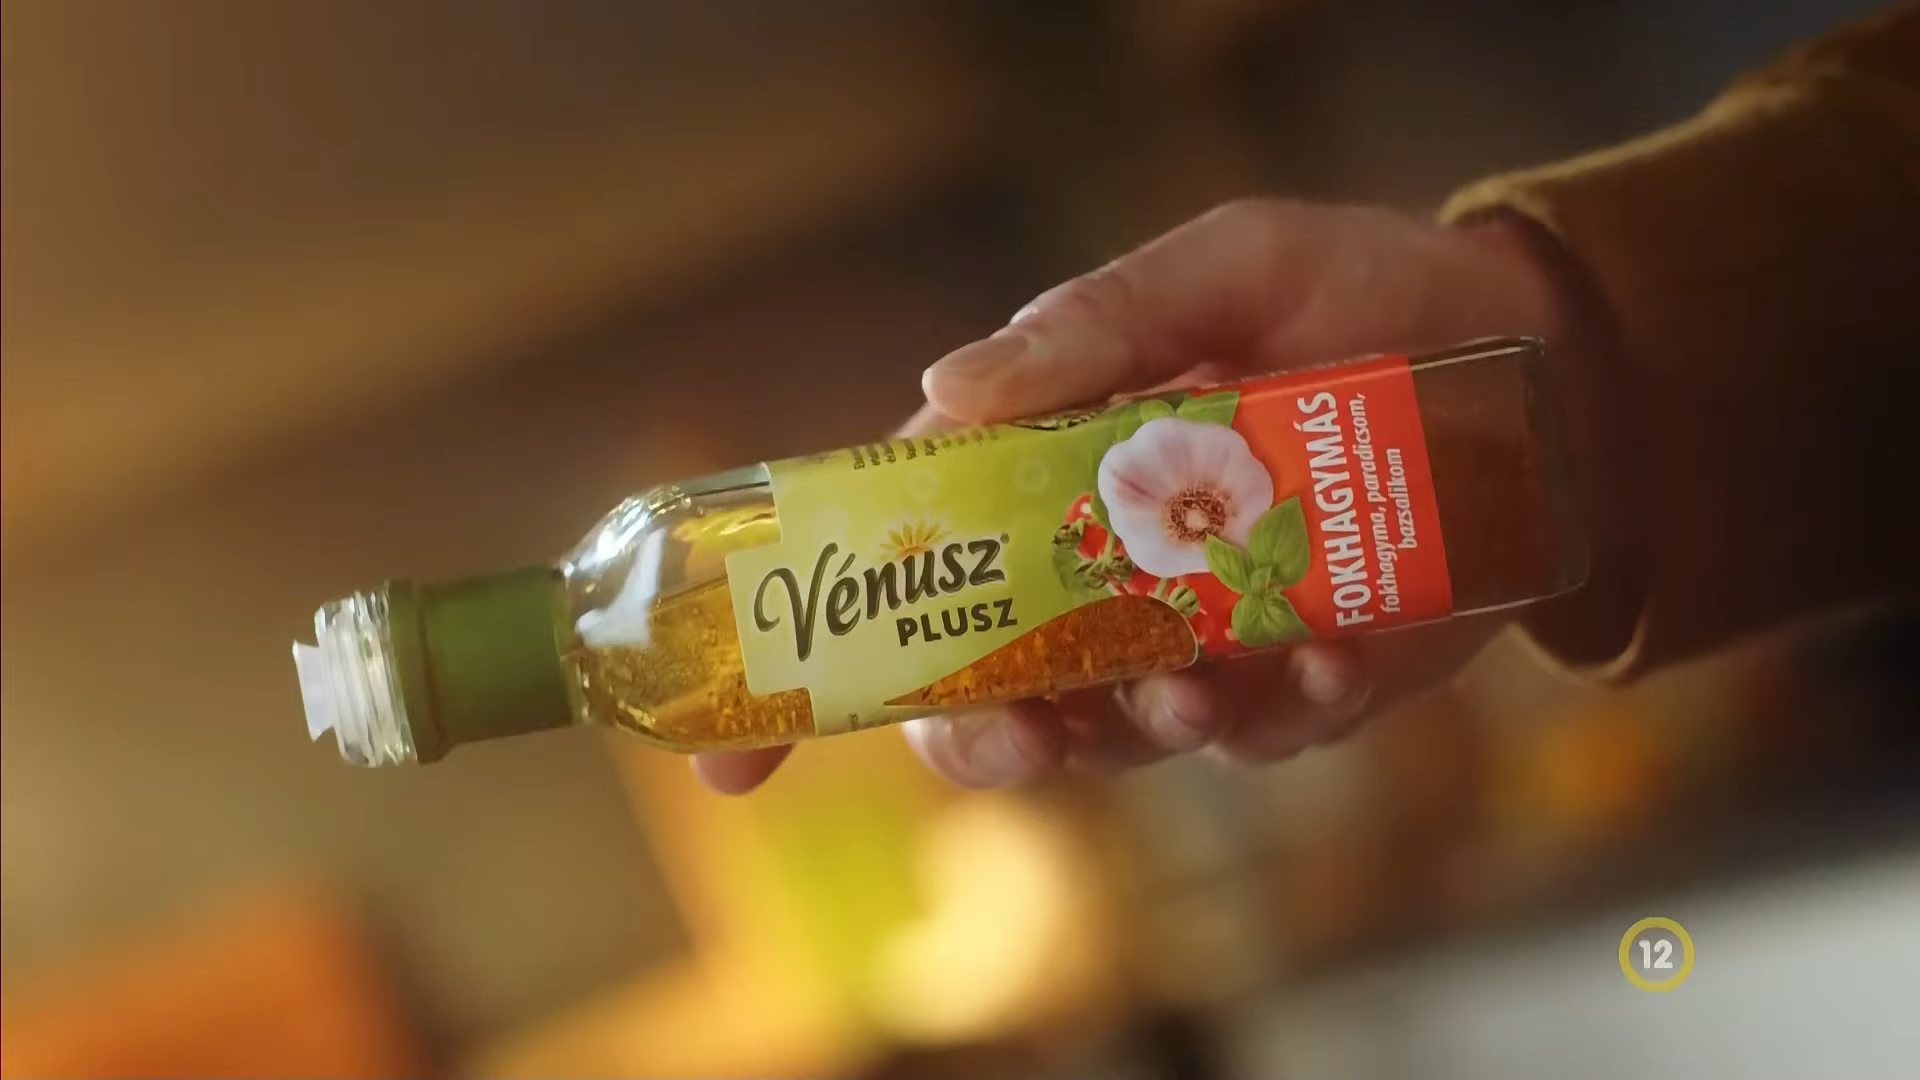 Vénusz
PLUSZ
FOKHAGYMÁS
fokhagyma, paradicsom,
bazsalikom
12